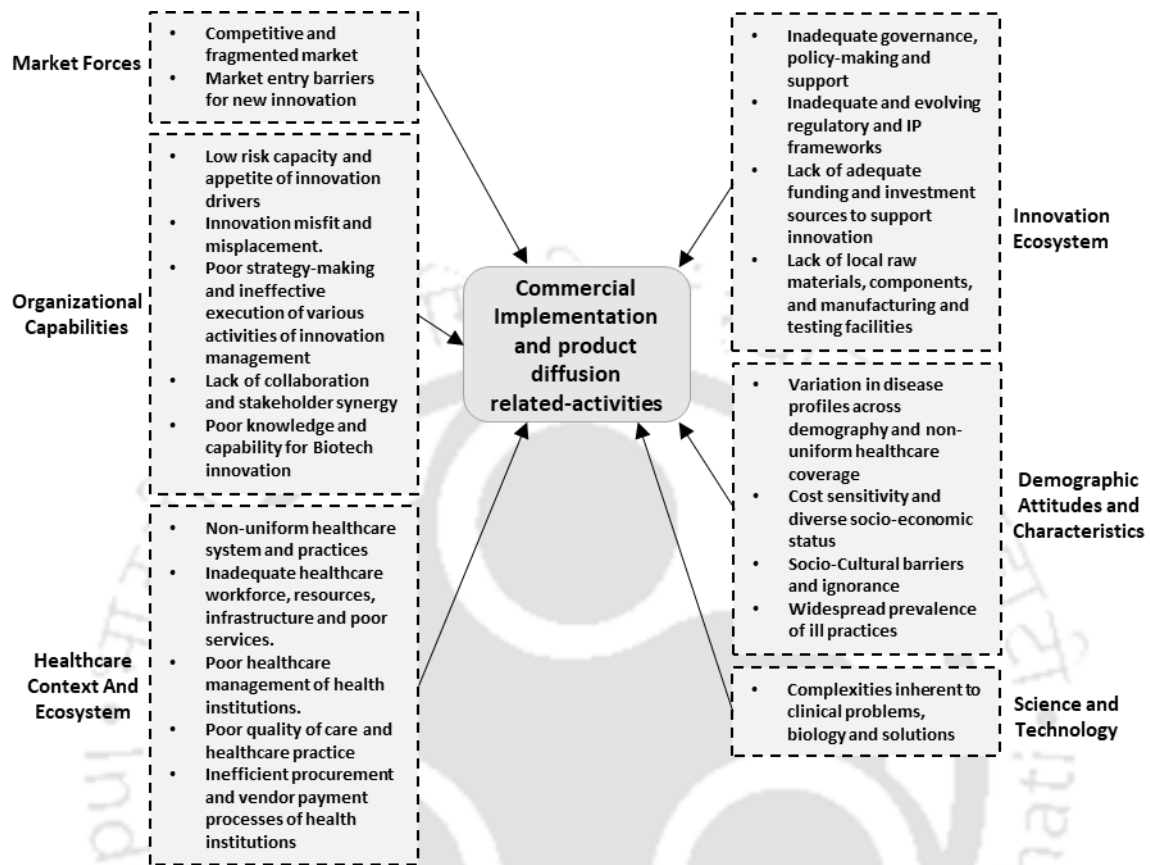 Market Forces
• Competitive and
fragmented market
• Market entry barriers
for new innovation
Organizational
Capabilities
• Low risk capacity and
appetite of innovation
drivers
• Innovation misfit and
misplacement.
• Poor strategy-making
and ineffective
execution of various
activities of innovation
management
• Lack of collaboration
and stakeholder synergy
• Poor knowledge and
capability for Biotech
innovation
Healthcare
Context And
Ecosystem
• Non-uniform healthcare
system and practices
• Inadequate healthcare
workforce, resources,
infrastructure and poor
services.
• Poor healthcare
management of health
institutions.
• Poor quality of care and
healthcare practice
• Inefficient procurement
and vendor payment
processes of health
institutions
Commercial
Implementation
and product
diffusion
related-activities
• Inadequate governance,
policy-making and
support
• Inadequate and evolving
regulatory and IP
frameworks
• Lack of adequate
funding and investment
sources to support
innovation
• Lack of local raw
materials, components,
and manufacturing and
testing facilities
Innovation
Ecosystem
• Variation in disease
profiles across
demography and non-
uniform healthcare
coverage
• Cost sensitivity and
diverse socio-economic
status
• Socio-Cultural barriers
and ignorance
• Widespread prevalence
of ill practices
Demographic
Attitudes and
Characteristics
• Complexities inherent to
clinical problems,
biology and solutions
Science and
Technology